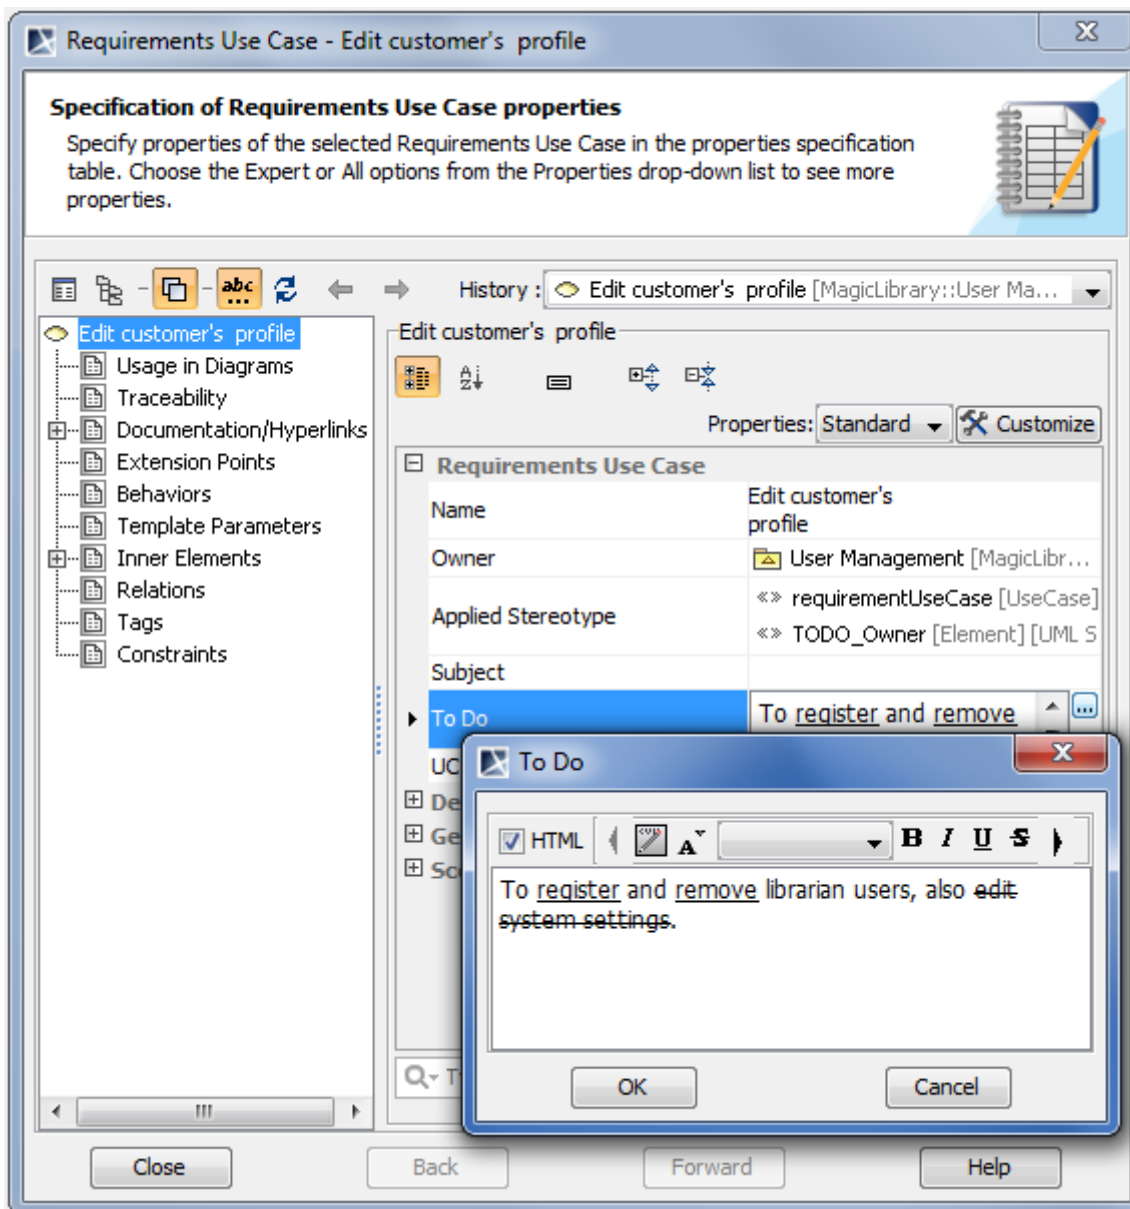 Requirements Use Case - Edit customer's  profile
Specification of Requirements Use Case properties
Specify properties of the selected Requirements Use Case in the properties specification
table. Choose the Expert or All options from the Properties drop-down list to see more
properties.
abc
History : Edit customer's  profile [MagicLibrary::User Ma...
Edit customer's  profile
Usage in Diagrams
Traceability
Documentation/Hyperlinks
Extension Points
Behaviors
Template Parameters
Inner Elements
Relations
Tags
Constraints
Edit customer's  profile
Properties: Standard Customize
Requirements Use Case
Name Edit customer's
profile
Owner User Management [MagicLibr...
Applied Stereotype «» requirementUseCase [UseCase]
«» TODO_Owner [Element] [UML S
Subject
To Do To register and remove ...
UC
De
Ge
Sc
To Do
HTML A B I U S
To register and remove librarian users, also edit
system settings.
OK Cancel
Close Back Forward Help